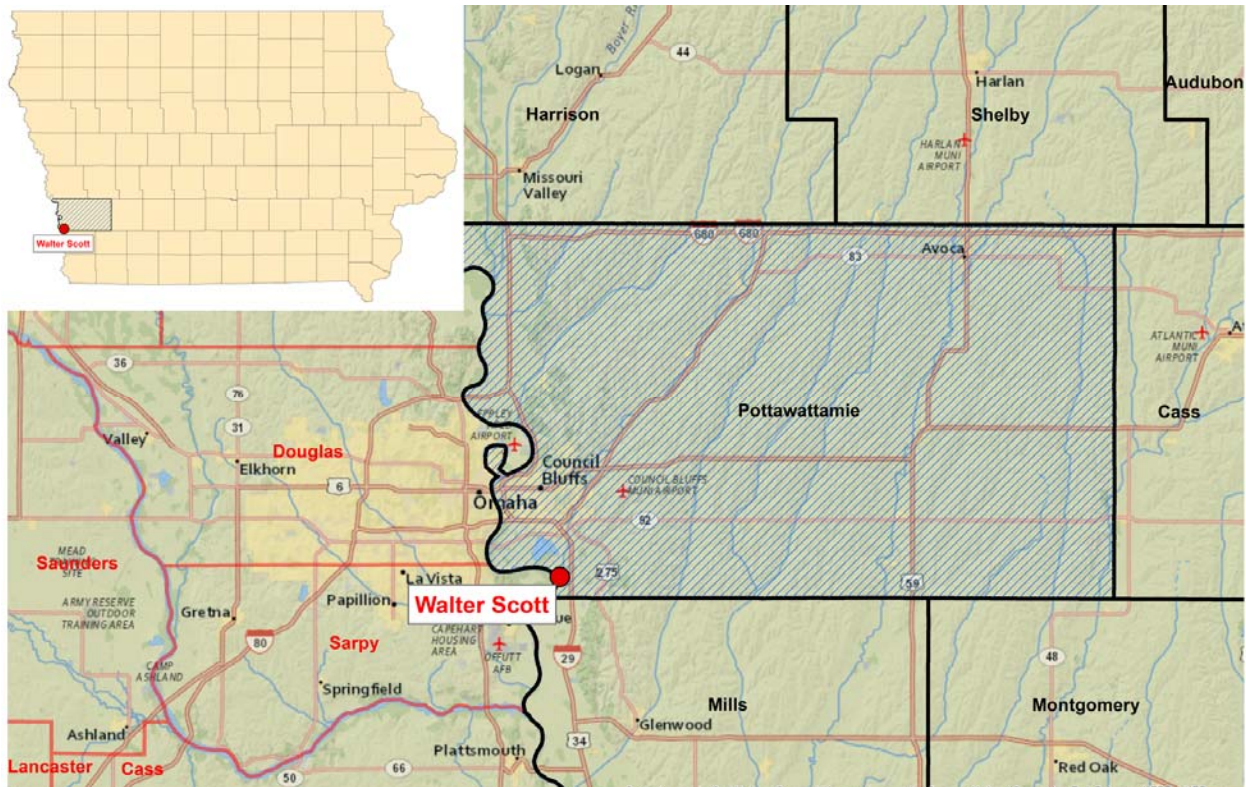 Walter Scott
Boyer
44
Logan
Harlan
Audubon
Harrison
Shelby
HARLAN
MUNI
AIRPORT
Missouri
Valley
680
680
Avoca
83
ATLANTIC
MUNI
AIRPORT
36
76
31
Valley
Douglas
Elkhorn
6
EPPLEY
AIRPORT
Pottawattamie
Cass
Council
Bluffs
COUNCIL BLUFFS
MUNI AIRPORT
Omaha
92
Saunders
MEAD
TRAINING
SITE
La Vista
275
59
Walter Scott
Papillion
ARMY RESERVE
OUTDOOR
TRAINING AREA
Gretna
CAPEHART
HOUSING
AREA
80
Sarpy
OFFUTT
AFB
29
48
CAMP
ASHLAND
Springfield
Mills
Montgomery
Ashland
Glenwood
34
Plattsmouth
Lancaster
Cass
50
66
Red Oak